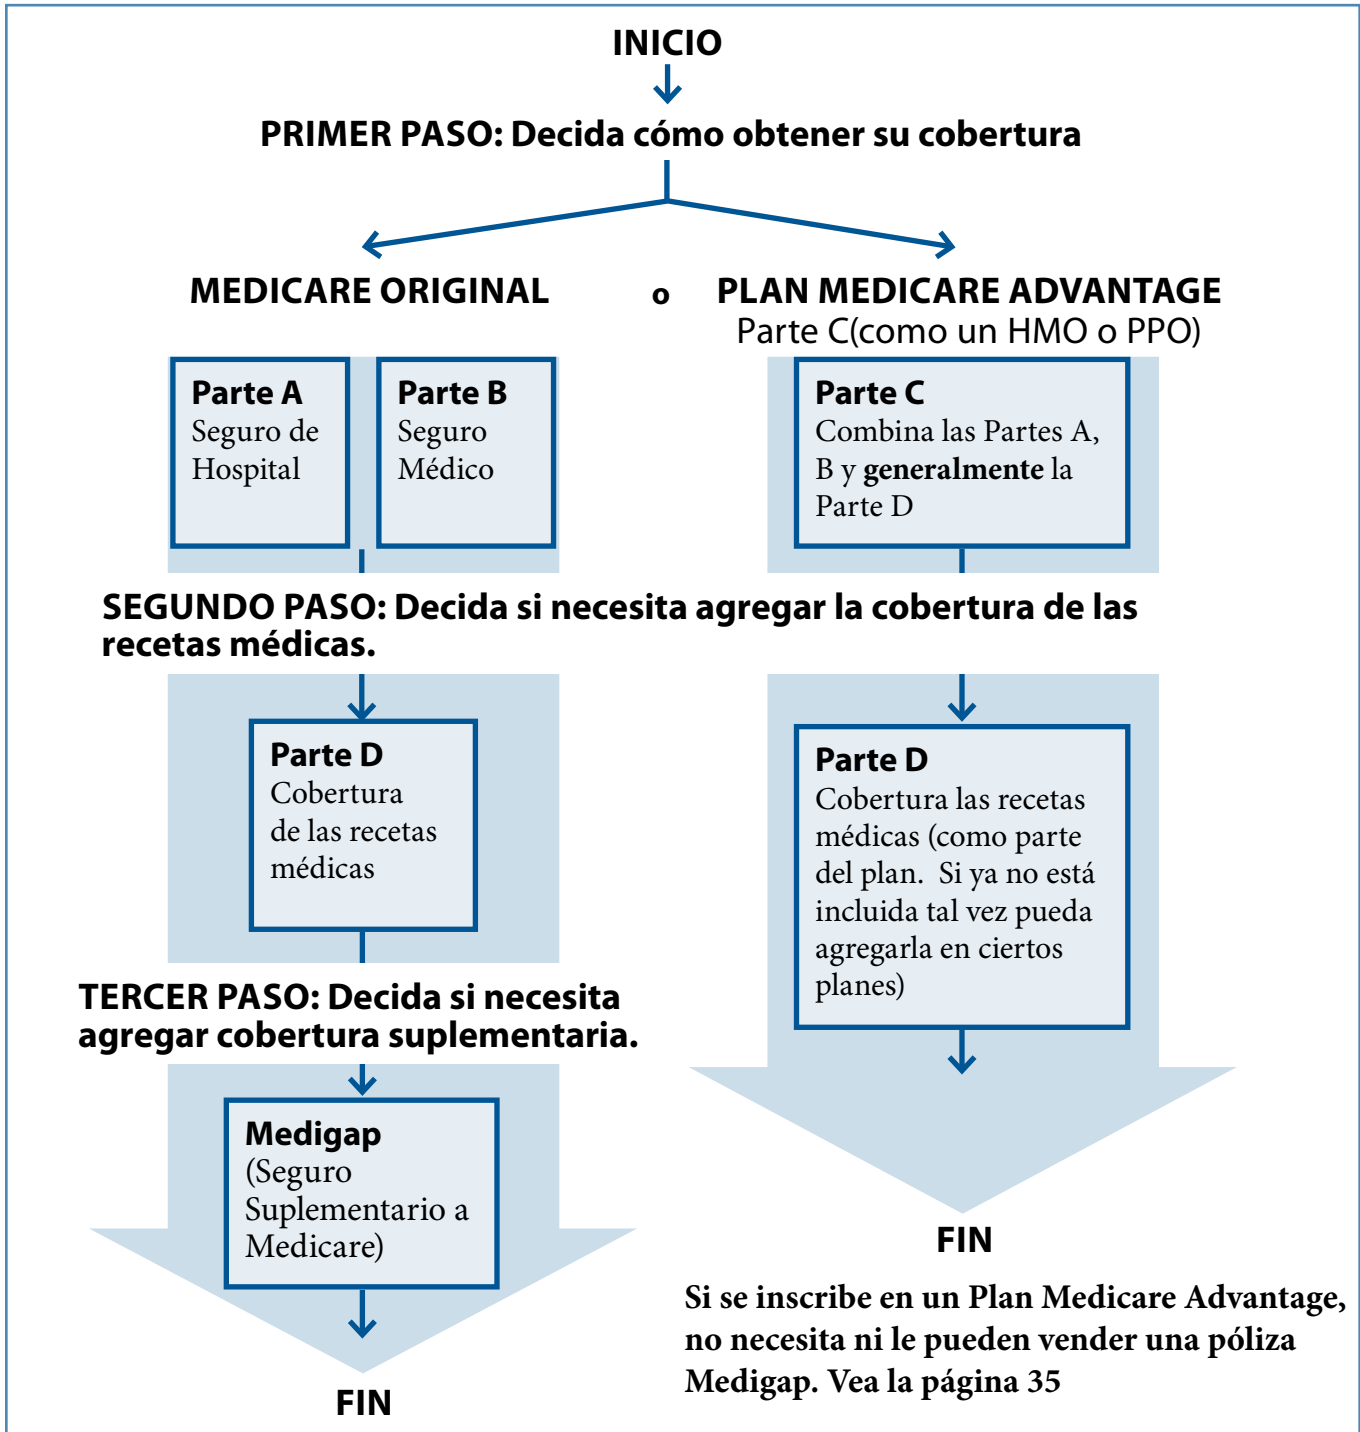 INICIO
PRIMER PASO: Decida cómo obtener su cobertura
MEDICARE ORIGINAL
o
PLAN MEDICARE ADVANTAGE
Parte C(como un HMO o PPO)
Parte A
Seguro de
Hospital
Parte B
Seguro
Médico
Parte C
Combina las Partes A,
B y generalmente la
Parte D
SEGUNDO PASO: Decida si necesita agregar la cobertura de las
recetas médicas.
Parte D
Cobertura
de las recetas
médicas
Parte D
Cobertura las recetas
médicas (como parte
del plan. Si ya no está
incluida tal vez pueda
agregarla en ciertos
planes)
TERCER PASO: Decida si necesita
agregar cobertura suplementaria.
Medigap
(Seguro
Suplementario a
Medicare)
FIN
FIN
Si se inscribe en un Plan Medicare Advantage,
no necesita ni le pueden vender una póliza
Medigap. Vea la página 35